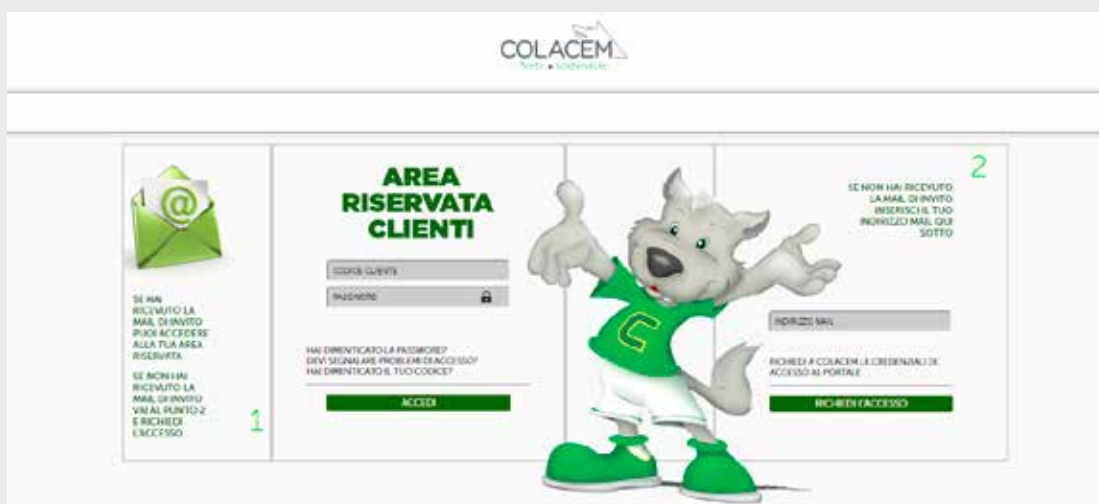 COLACEM
@
SE HAI
RICEVUTO LA
MAIL DI INVITO
PUOI ACCEDERE
ALLA TUA AREA
RISERVATA
SE NON HAI
RICEVUTO LA
MAIL DI INVITO
VAI AL PUNTO 2
E RICHIEDI
L'ACCESSO
1
AREA
RISERVATA
CLIENTI
CODICE CLIENTE
PASSWORD
HAI DIMENTICATO LA PASSWORD?
DEVI SEGNALARE PROBLEMI DI ACCESSO?
HAI DIMENTICATO IL TUO CODICE?
ACCEDI
C
2
SE NON HAI RICEVUTO
LA MAIL DI INVITO
INSERISCI IL TUO
INDIRIZZO MAIL QUI
SOTTO
INDIRIZZO MAIL
RICHIEDI A COLACEM LE CREDENZIALI DI
ACCESSO AL PORTALE
RICHIEDI L'ACCESSO